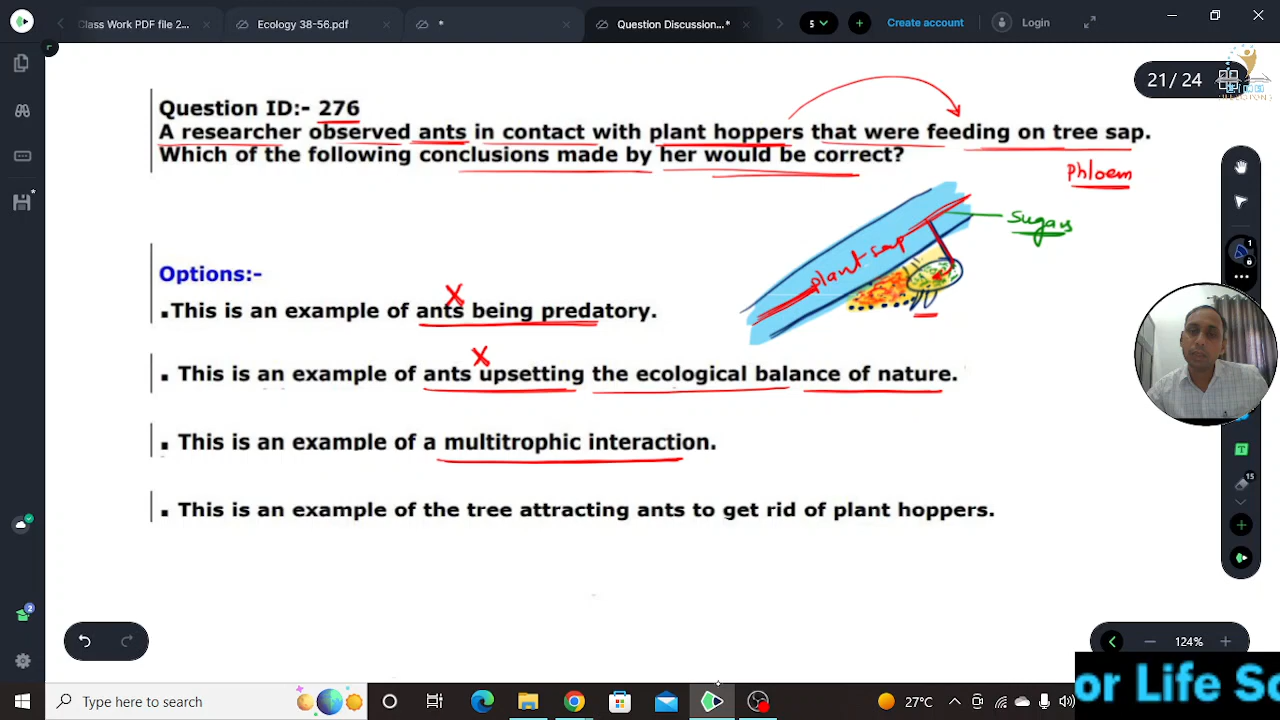 Class Work PDF file 2...
Ecology 38-56.pdf
*
Question Discussion...*
5
Create account
Login
21 / 24
Question ID:- 276
A researcher observed ants in contact with plant hoppers that were feeding on tree sap.
Which of the following conclusions made by her would be correct?
Phloem
Sugars
plant sap
Options:-
.This is an example of ants being predatory.
X
. This is an example of ants upsetting the ecological balance of nature.
X
. This is an example of a multitrophic interaction.
. This is an example of the tree attracting ants to get rid of plant hoppers.
1
T
15
2
124%
or Life Sc
Type here to search
27°C